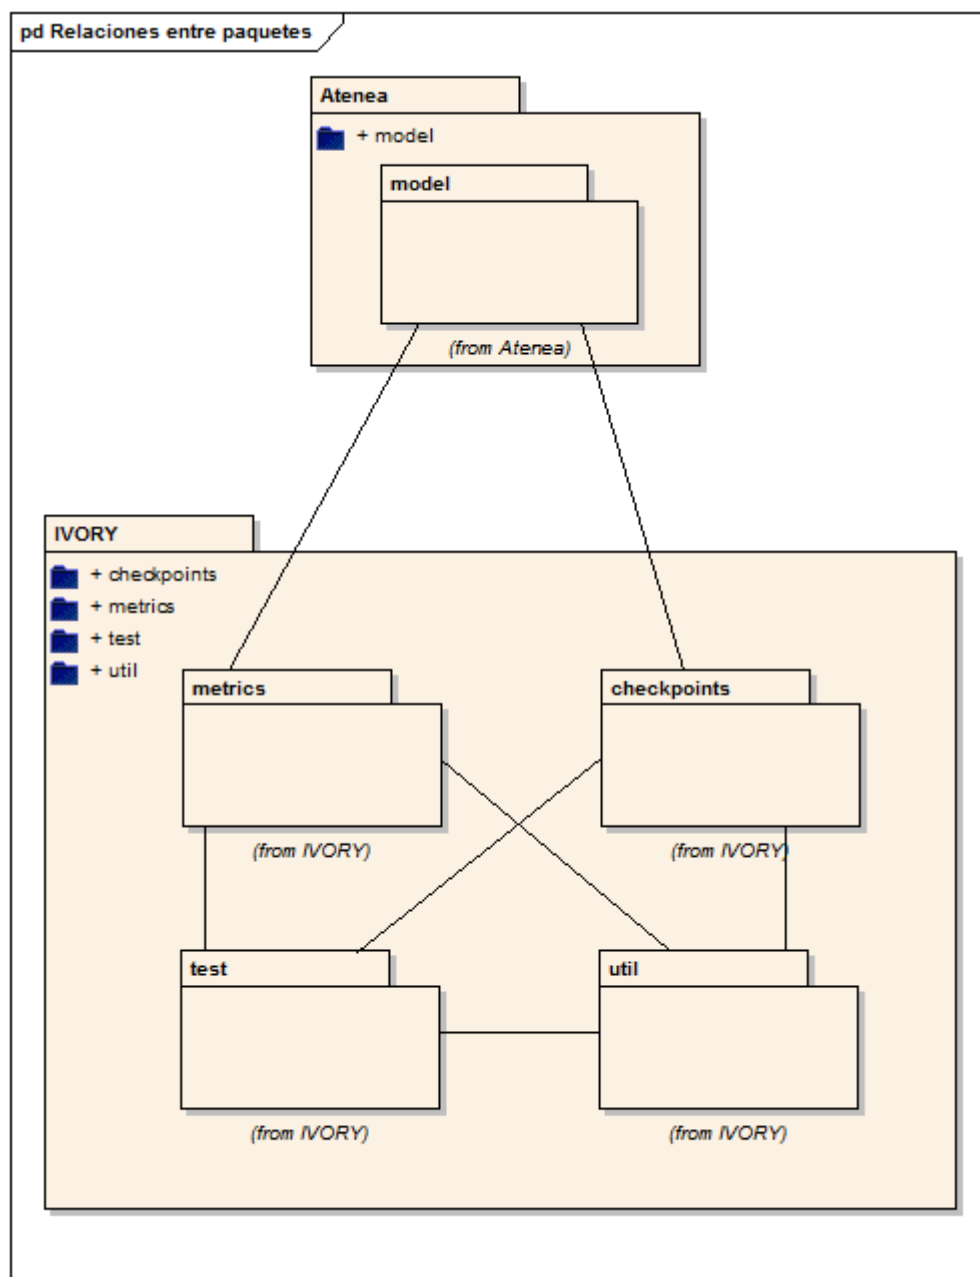 pd Relaciones entre paquetes
Atenea
+ model
model
(from Atenea)
IVORY
+ checkpoints
+ metrics
+ test
+ util
metrics
checkpoints
(from IVORY)
(from IVORY)
test
util
(from IVORY)
(from IVORY)